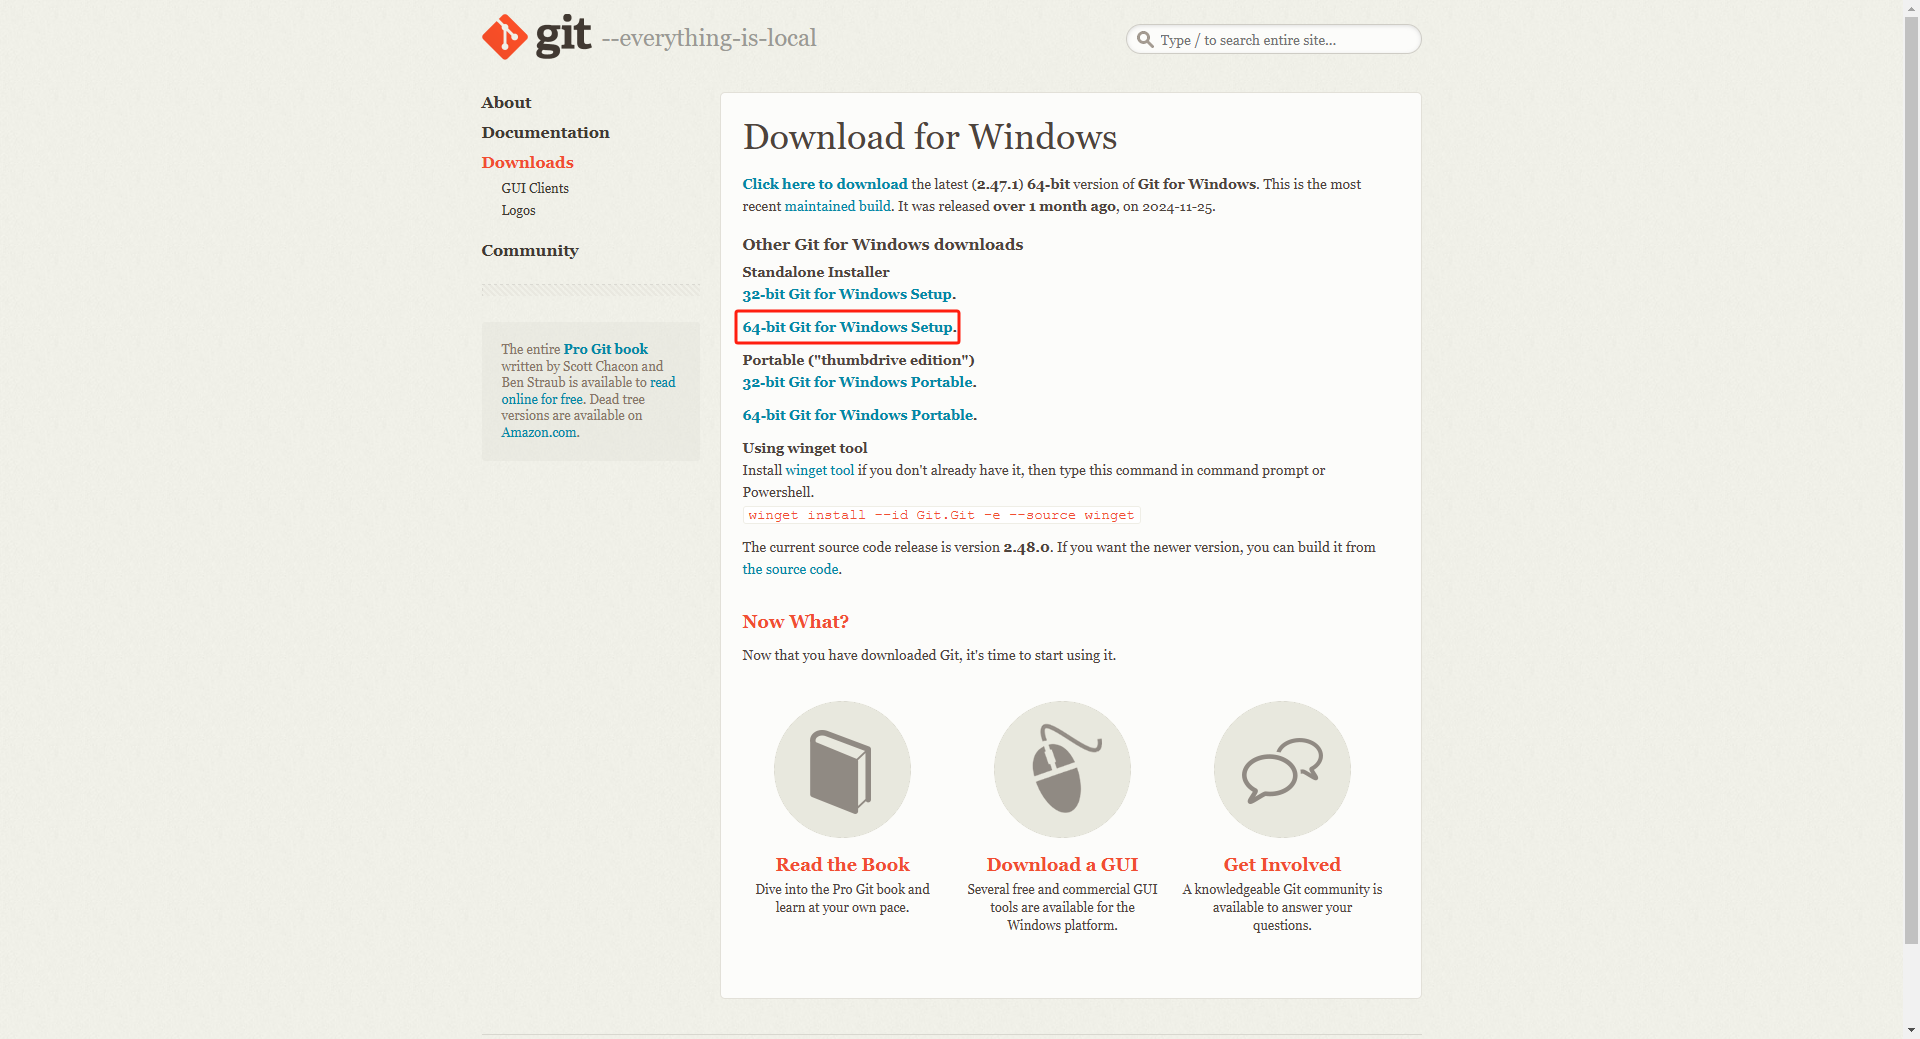 git --everything-is-local
Type / to search entire site...
About
Documentation
Downloads
GUI Clients
Logos
Community
The entire Pro Git book
written by Scott Chacon and
Ben Straub is available to read
online for free. Dead tree
versions are available on
Amazon.com.
Download for Windows
Click here to download the latest (2.47.1) 64-bit version of Git for Windows. This is the most
recent maintained build. It was released over 1 month ago, on 2024-11-25.
Other Git for Windows downloads
Standalone Installer
32-bit Git for Windows Setup.
64-bit Git for Windows Setup.
Portable ("thumbdrive edition")
32-bit Git for Windows Portable.
64-bit Git for Windows Portable.
Using winget tool
Install winget tool if you don't already have it, then type this command in command prompt or
Powershell.
winget install --id Git.Git -e --source winget
The current source code release is version 2.48.0. If you want the newer version, you can build it from
the source code.
Now What?
Now that you have downloaded Git, it's time to start using it.
Read the Book
Dive into the Pro Git book and
learn at your own pace.
Download a GUI
Several free and commercial GUI
tools are available for the
Windows platform.
Get Involved
A knowledgeable Git community is
available to answer your
questions.